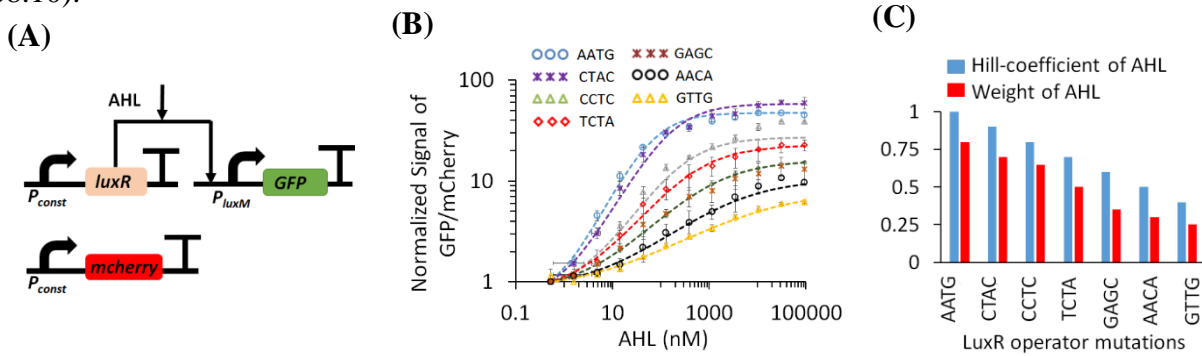 (A)
AHL
Pconst
luxR
PluxM
GFP
Pconst
mcherry
(B)
AATG
CTAC
CCTC
TCTA
GAGC
AACA
GTTG
Normalized Signal of
GFP/mCherry
100
10
1
0.1
10
1000
100000
AHL (nM)
(C)
Hill-coefficient of AHL
Weight of AHL
1
0.75
0.5
0.25
0
AATG
CTAC
CCTC
TCTA
GAGC
AACA
GTTG
LuxR operator mutations